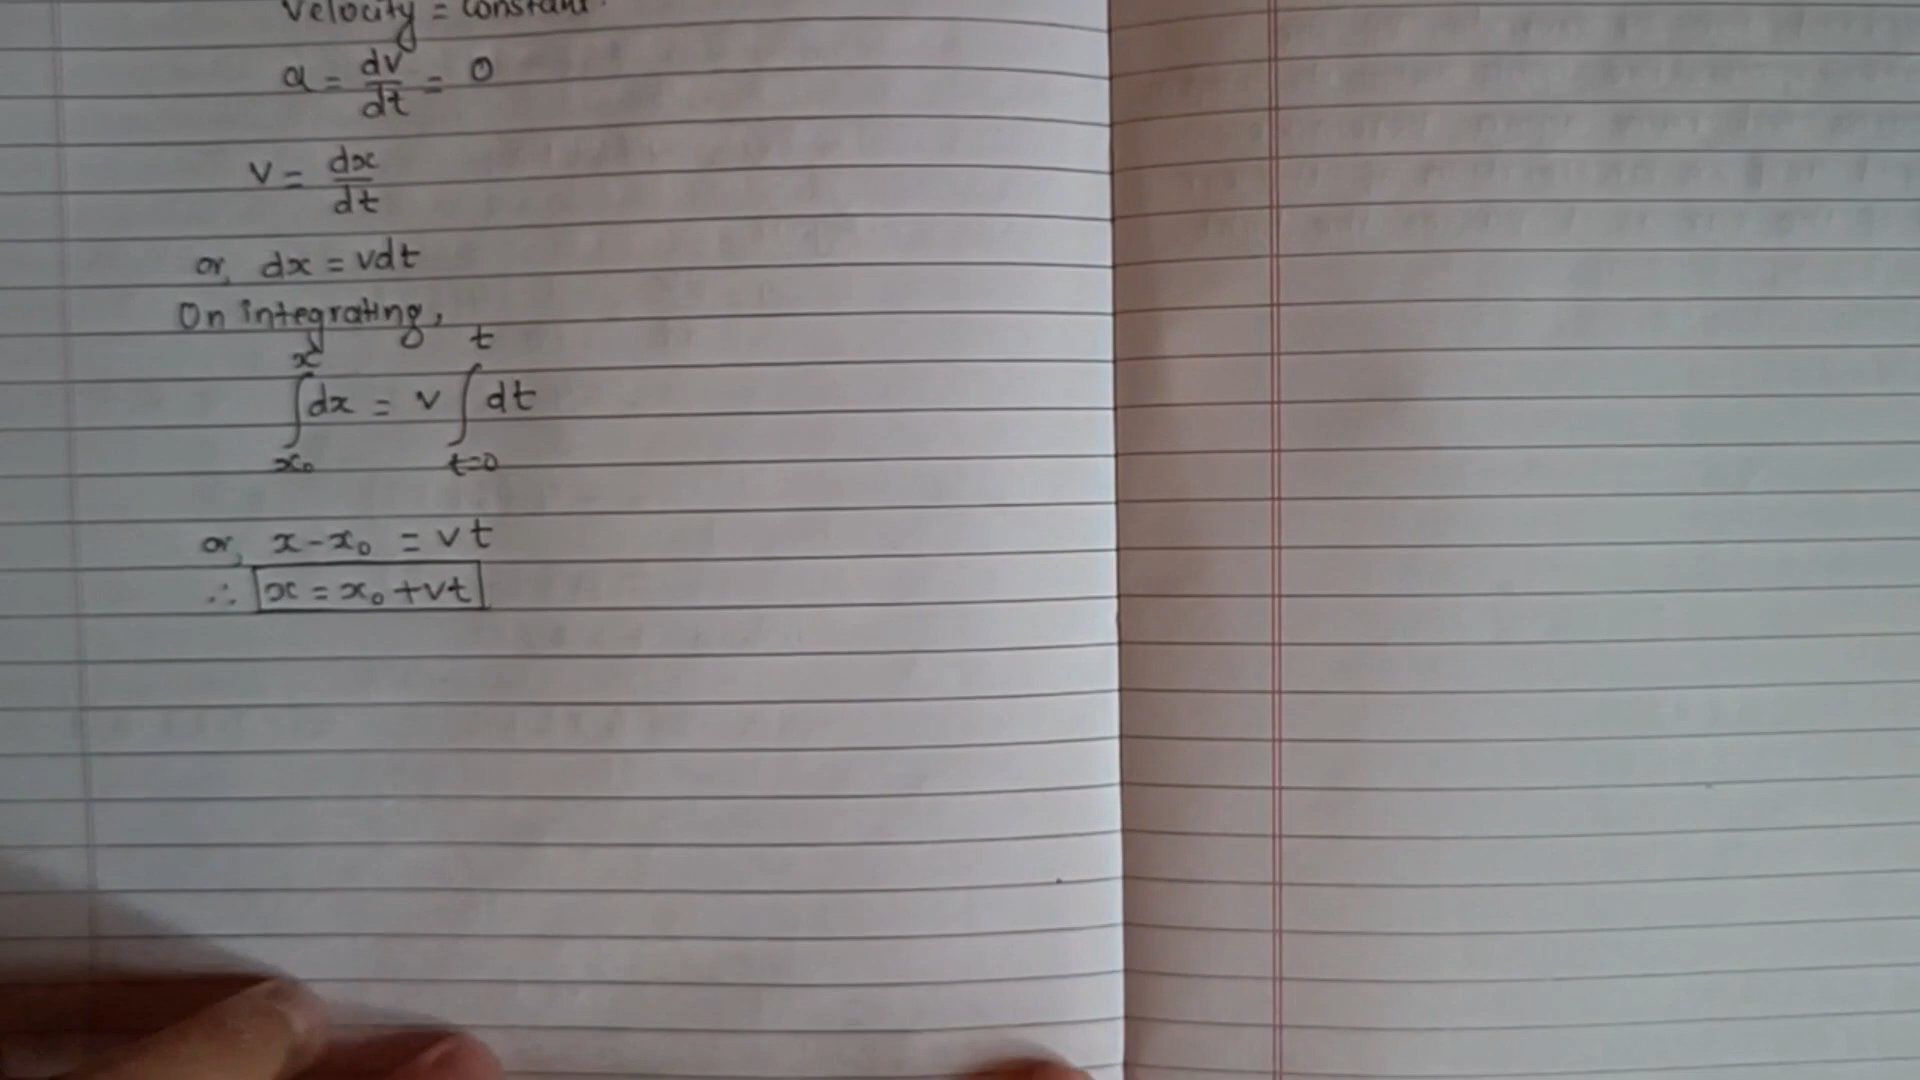 Velocity = constant.
a = dv/dt = 0
v = dx/dt
or, dx = vdt
On integrating,
∫_{x₀}^{x} dx = v ∫_{t=0}^{t} dt
or, x - x₀ = vt
∴ x = x₀ + vt